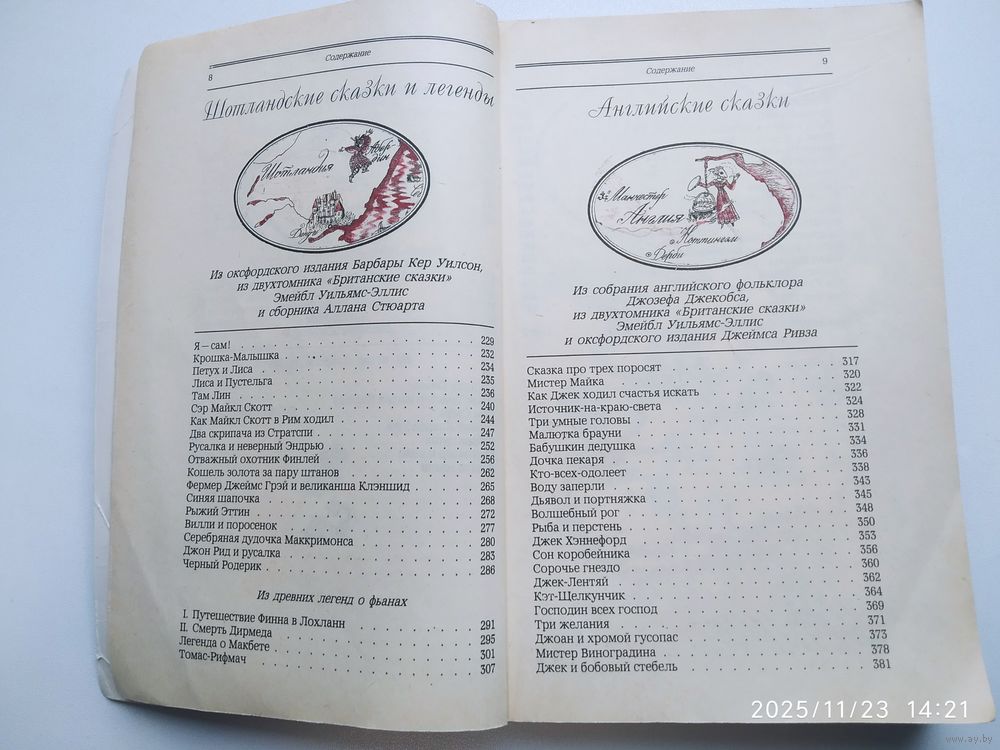 8
Содержание
Шотландские сказки и легенды
Шотландия
Абер
дин
Из оксфордского издания Барбары Кер Уилсон,
из двухтомника «Британские сказки»
Эмейбл Уильямс-Эллис
и сборника Аллана Стюарта
Я — сам! 229
Крошка-Малышка 232
Петух и Лиса 234
Лиса и Пустельга 235
Там Лин 236
Сэр Майкл Скотт 240
Как Майкл Скотт в Рим ходил 244
Два скрипача из Стратспи 247
Русалка и неверный Эндрью 252
Отважный охотник Финлей 256
Кошель золота за пару штанов 262
Фермер Джеймс Грэй и великанша Клэншид 265
Синяя шапочка 268
Рыжий Эттин 272
Вилли и поросенок 277
Серебряная дудочка Маккримонса 280
Джон Рид и русалка 283
Черный Родерик 286
Из древних легенд о фьанах
I. Путешествие Финна в Лохланн 291
II. Смерть Дирмеда 295
Легенда о Макбете 301
Томас-Рифмач 307
Содержание
9
Английские сказки
Манчестер
Англия
Ноттингем
Дерби
Из собрания английского фольклора
Джозефа Джекобса,
из двухтомника «Британские сказки»
Эмейбл Уильямс-Эллис
и оксфордского издания Джеймса Ривза
Сказка про трех поросят 317
Мистер Майка 320
Как Джек ходил счастья искать 322
Источник-на-краю-света 324
Три умные головы 328
Малютка брауни 331
Бабушкин дедушка 334
Дочка пекаря 336
Кто-всех-одолеет 338
Воду заперли 343
Дьявол и портняжка 345
Волшебный рог 348
Рыба и перстень 350
Джек Хэннефорд 353
Сон коробейника 356
Сорочье гнездо 360
Джек-Лентяй 362
Кэт-Щелкунчик 364
Господин всех господ 369
Три желания 371
Джоан и хромой гусопас 373
Мистер Виноградина 378
Джек и бобовый стебель 381
2025/11/23 14:21
www.ay.by